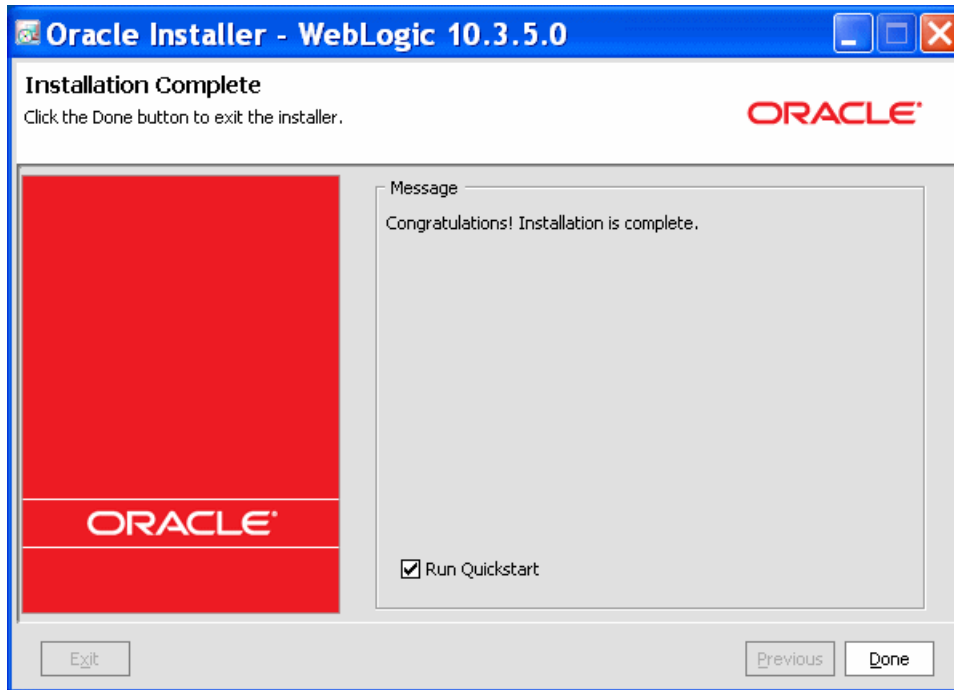 Oracle Installer - WebLogic 10.3.5.0
Installation Complete
Click the Done button to exit the installer.
ORACLE
Message
Congratulations! Installation is complete.
ORACLE
Run Quickstart
Exit
Previous
Done